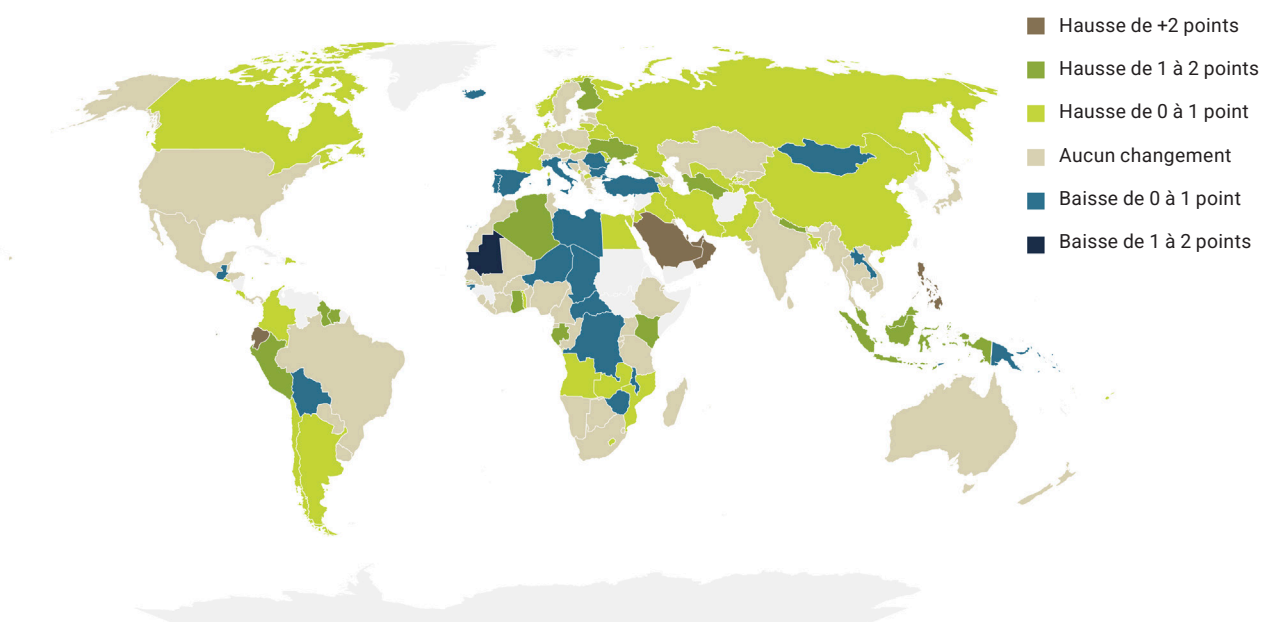 Hausse de +2 points
Hausse de 1 à 2 points
Hausse de 0 à 1 point
Aucun changement
Baisse de 0 à 1 point
Baisse de 1 à 2 points